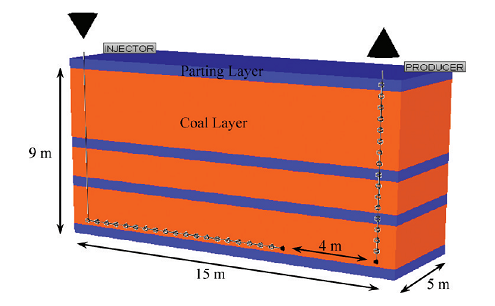 INJECTOR
PRODUCER
Parting Layer
Coal Layer
9 m
4 m
15 m
5 m